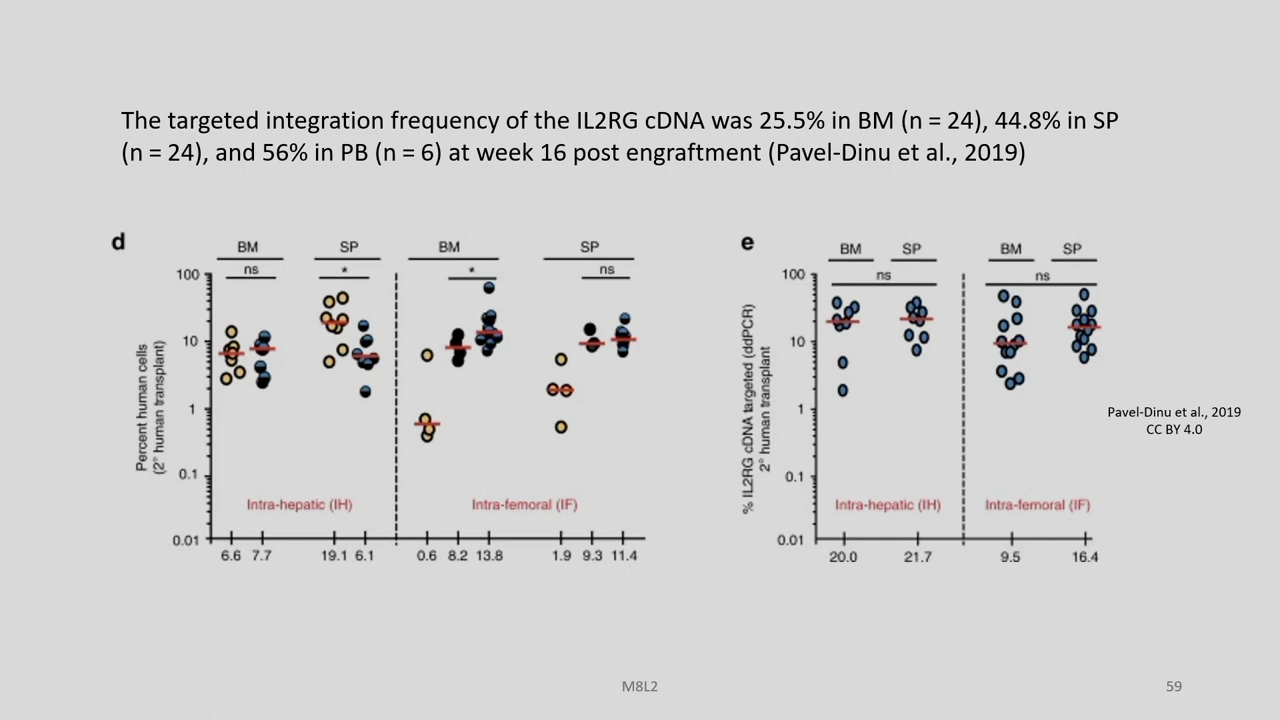 The targeted integration frequency of the IL2RG cDNA was 25.5% in BM (n = 24), 44.8% in SP
(n = 24), and 56% in PB (n = 6) at week 16 post engraftment (Pavel-Dinu et al., 2019)
d
BM SP BM SP
ns * * ns
100
10
1
0.1
0.01
Percent human cells
(2° human transplant)
Intra-hepatic (IH) Intra-femoral (IF)
6.6 7.7 19.1 6.1 0.6 8.2 13.8 1.9 9.3 11.4
e
BM SP BM SP
ns ns
100
10
1
0.1
0.01
% IL2RG cDNA targeted (ddPCR)
2° human transplant
Intra-hepatic (IH) Intra-femoral (IF)
20.0 21.7 9.5 16.4
Pavel-Dinu et al., 2019
CC BY 4.0
M8L2 59